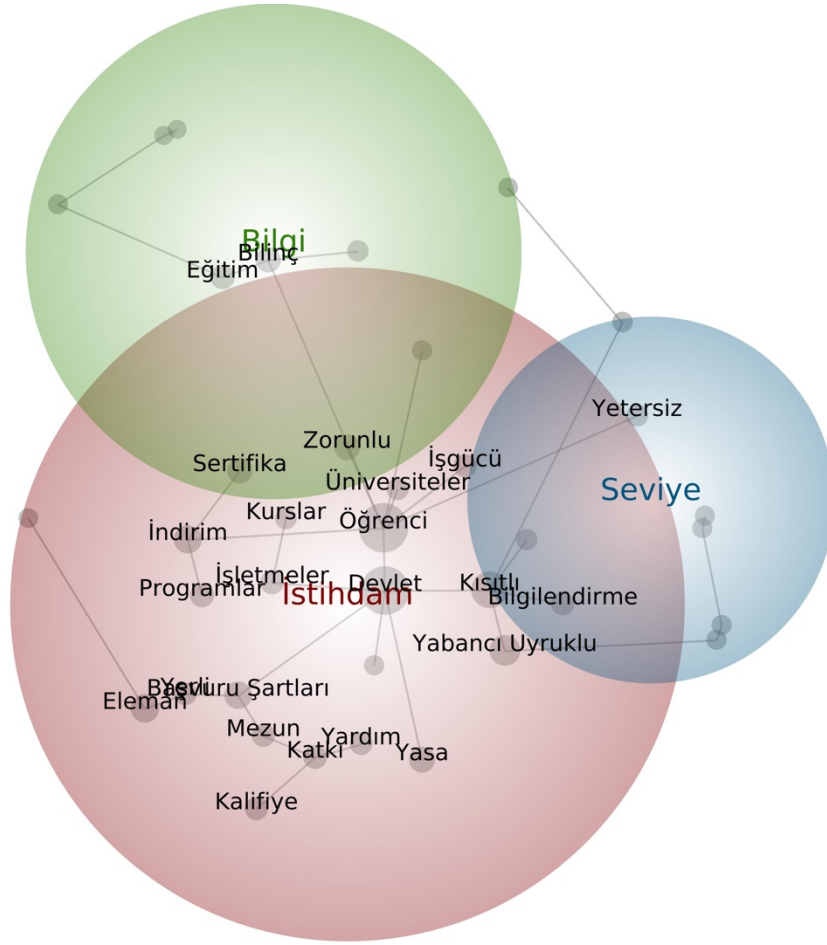 Bilgi
Bilinç
Eğitim
Yetersiz
Zorunlu
İşgücü
Sertifika
Üniversiteler
Seviye
Kurslar
Öğrenci
İndirim
İşletmeler
Devlet
Kısıtlı
Programlar
İstihdam
Bilgilendirme
Yabancı Uyruklu
Yerli
Başvuru Şartları
Eleman
Mezun
Yardım
Katkı
Yasa
Kalifiye